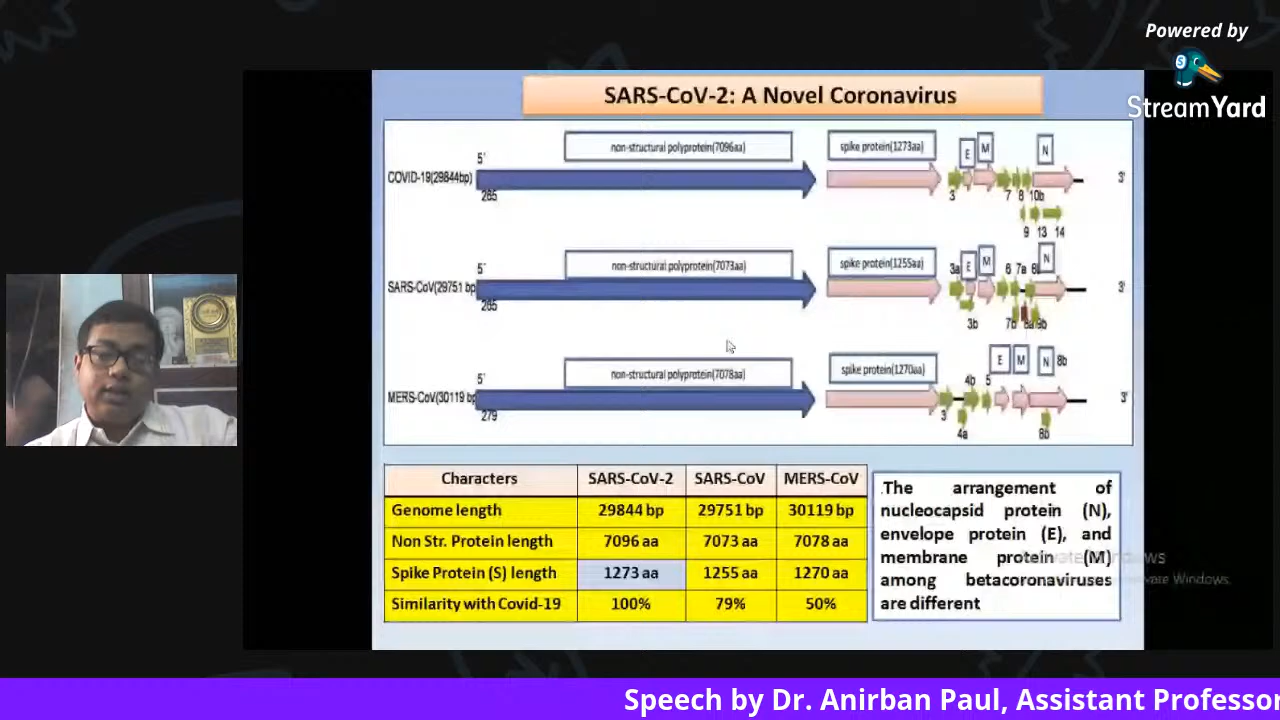 Powered by
StreamYard
SARS-CoV-2: A Novel Coronavirus
non-structural polyprotein(7096aa)
spike protein(1273aa)
E
M
N
5`
COVID-19(29844bp)
3'
265
3
7
8
10b
9
13
14
non-structural polyprotein(7073aa)
spike protein(1255aa)
3a
E
M
6
7a
N
5`
SARS-CoV(29751 bp
3'
265
3b
7b
9b
non-structural polyprotein(7078aa)
spike protein(1270aa)
E
M
N
8b
5`
4b
5
MERS-CoV(30119 bp
3'
279
3
4a
Characters SARS-CoV-2 SARS-CoV MERS-CoV
Genome length 29844 bp 29751 bp 30119 bp
Non Str. Protein length 7096 aa 7073 aa 7078 aa
Spike Protein (S) length 1273 aa 1255 aa 1270 aa
Similarity with Covid-19 100% 79% 50%
.The arrangement of
nucleocapsid protein (N),
envelope protein (E), and
membrane protein (M)
among betacoronaviruses
are different
Windows.
Speech by Dr. Anirban Paul, Assistant Professor